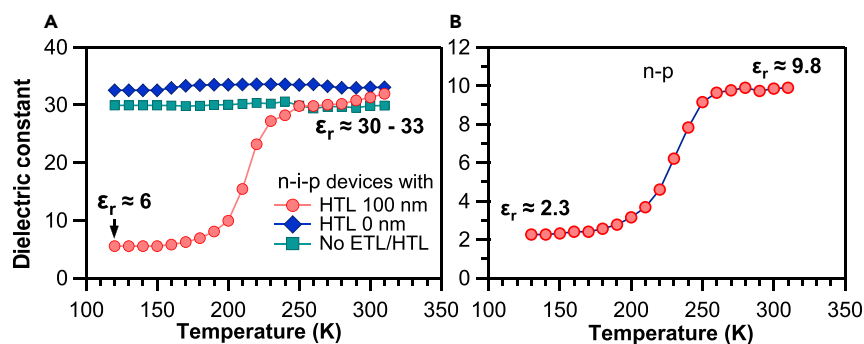 A
B
Dielectric constant
40
30
20
10
0
εr ≈ 6
εr ≈ 30 - 33
n-i-p devices with
HTL 100 nm
HTL 0 nm
No ETL/HTL
100 150 200 250 300 350
Temperature (K)
12
10
8
6
4
2
0
n-p
εr ≈ 9.8
εr ≈ 2.3
100 150 200 250 300 350
Temperature (K)